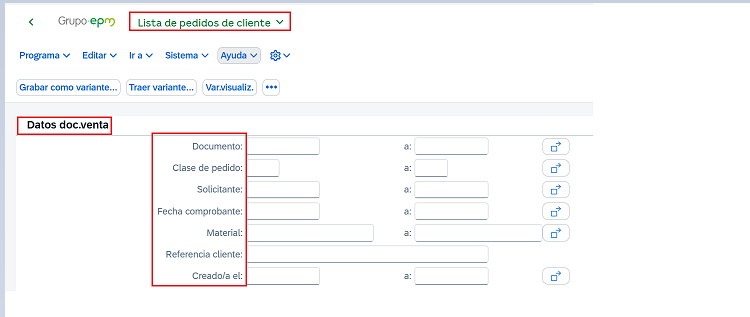 Grupo·epm Lista de pedidos de cliente
Programa Editar Ir a Sistema Ayuda
Grabar como variante... Traer variante... Var.visualiz. •••
Datos doc.venta
Documento: a:
Clase de pedido: a:
Solicitante: a:
Fecha comprobante: a:
Material: a:
Referencia cliente:
Creado/a el: a: